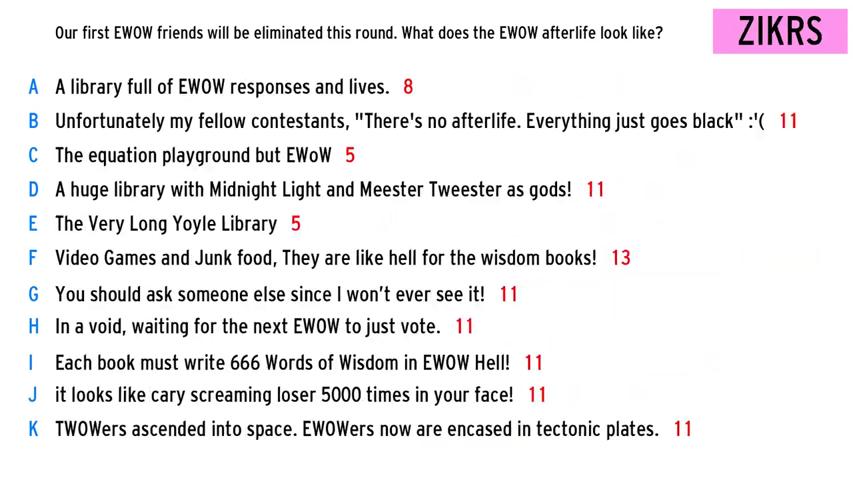 Our first EWOW friends will be eliminated this round. What does the EWOW afterlife look like?
ZIKRS
A A library full of EWOW responses and lives. 8
B Unfortunately my fellow contestants, "There's no afterlife. Everything just goes black" :'( 11
C The equation playground but EWoW 5
D A huge library with Midnight Light and Meester Tweester as gods! 11
E The Very Long Yoyle Library 5
F Video Games and Junk food, They are like hell for the wisdom books! 13
G You should ask someone else since I won’t ever see it! 11
H In a void, waiting for the next EWOW to just vote. 11
I Each book must write 666 Words of Wisdom in EWOW Hell! 11
J it looks like cary screaming loser 5000 times in your face! 11
K TWOWers ascended into space. EWOWers now are encased in tectonic plates. 11